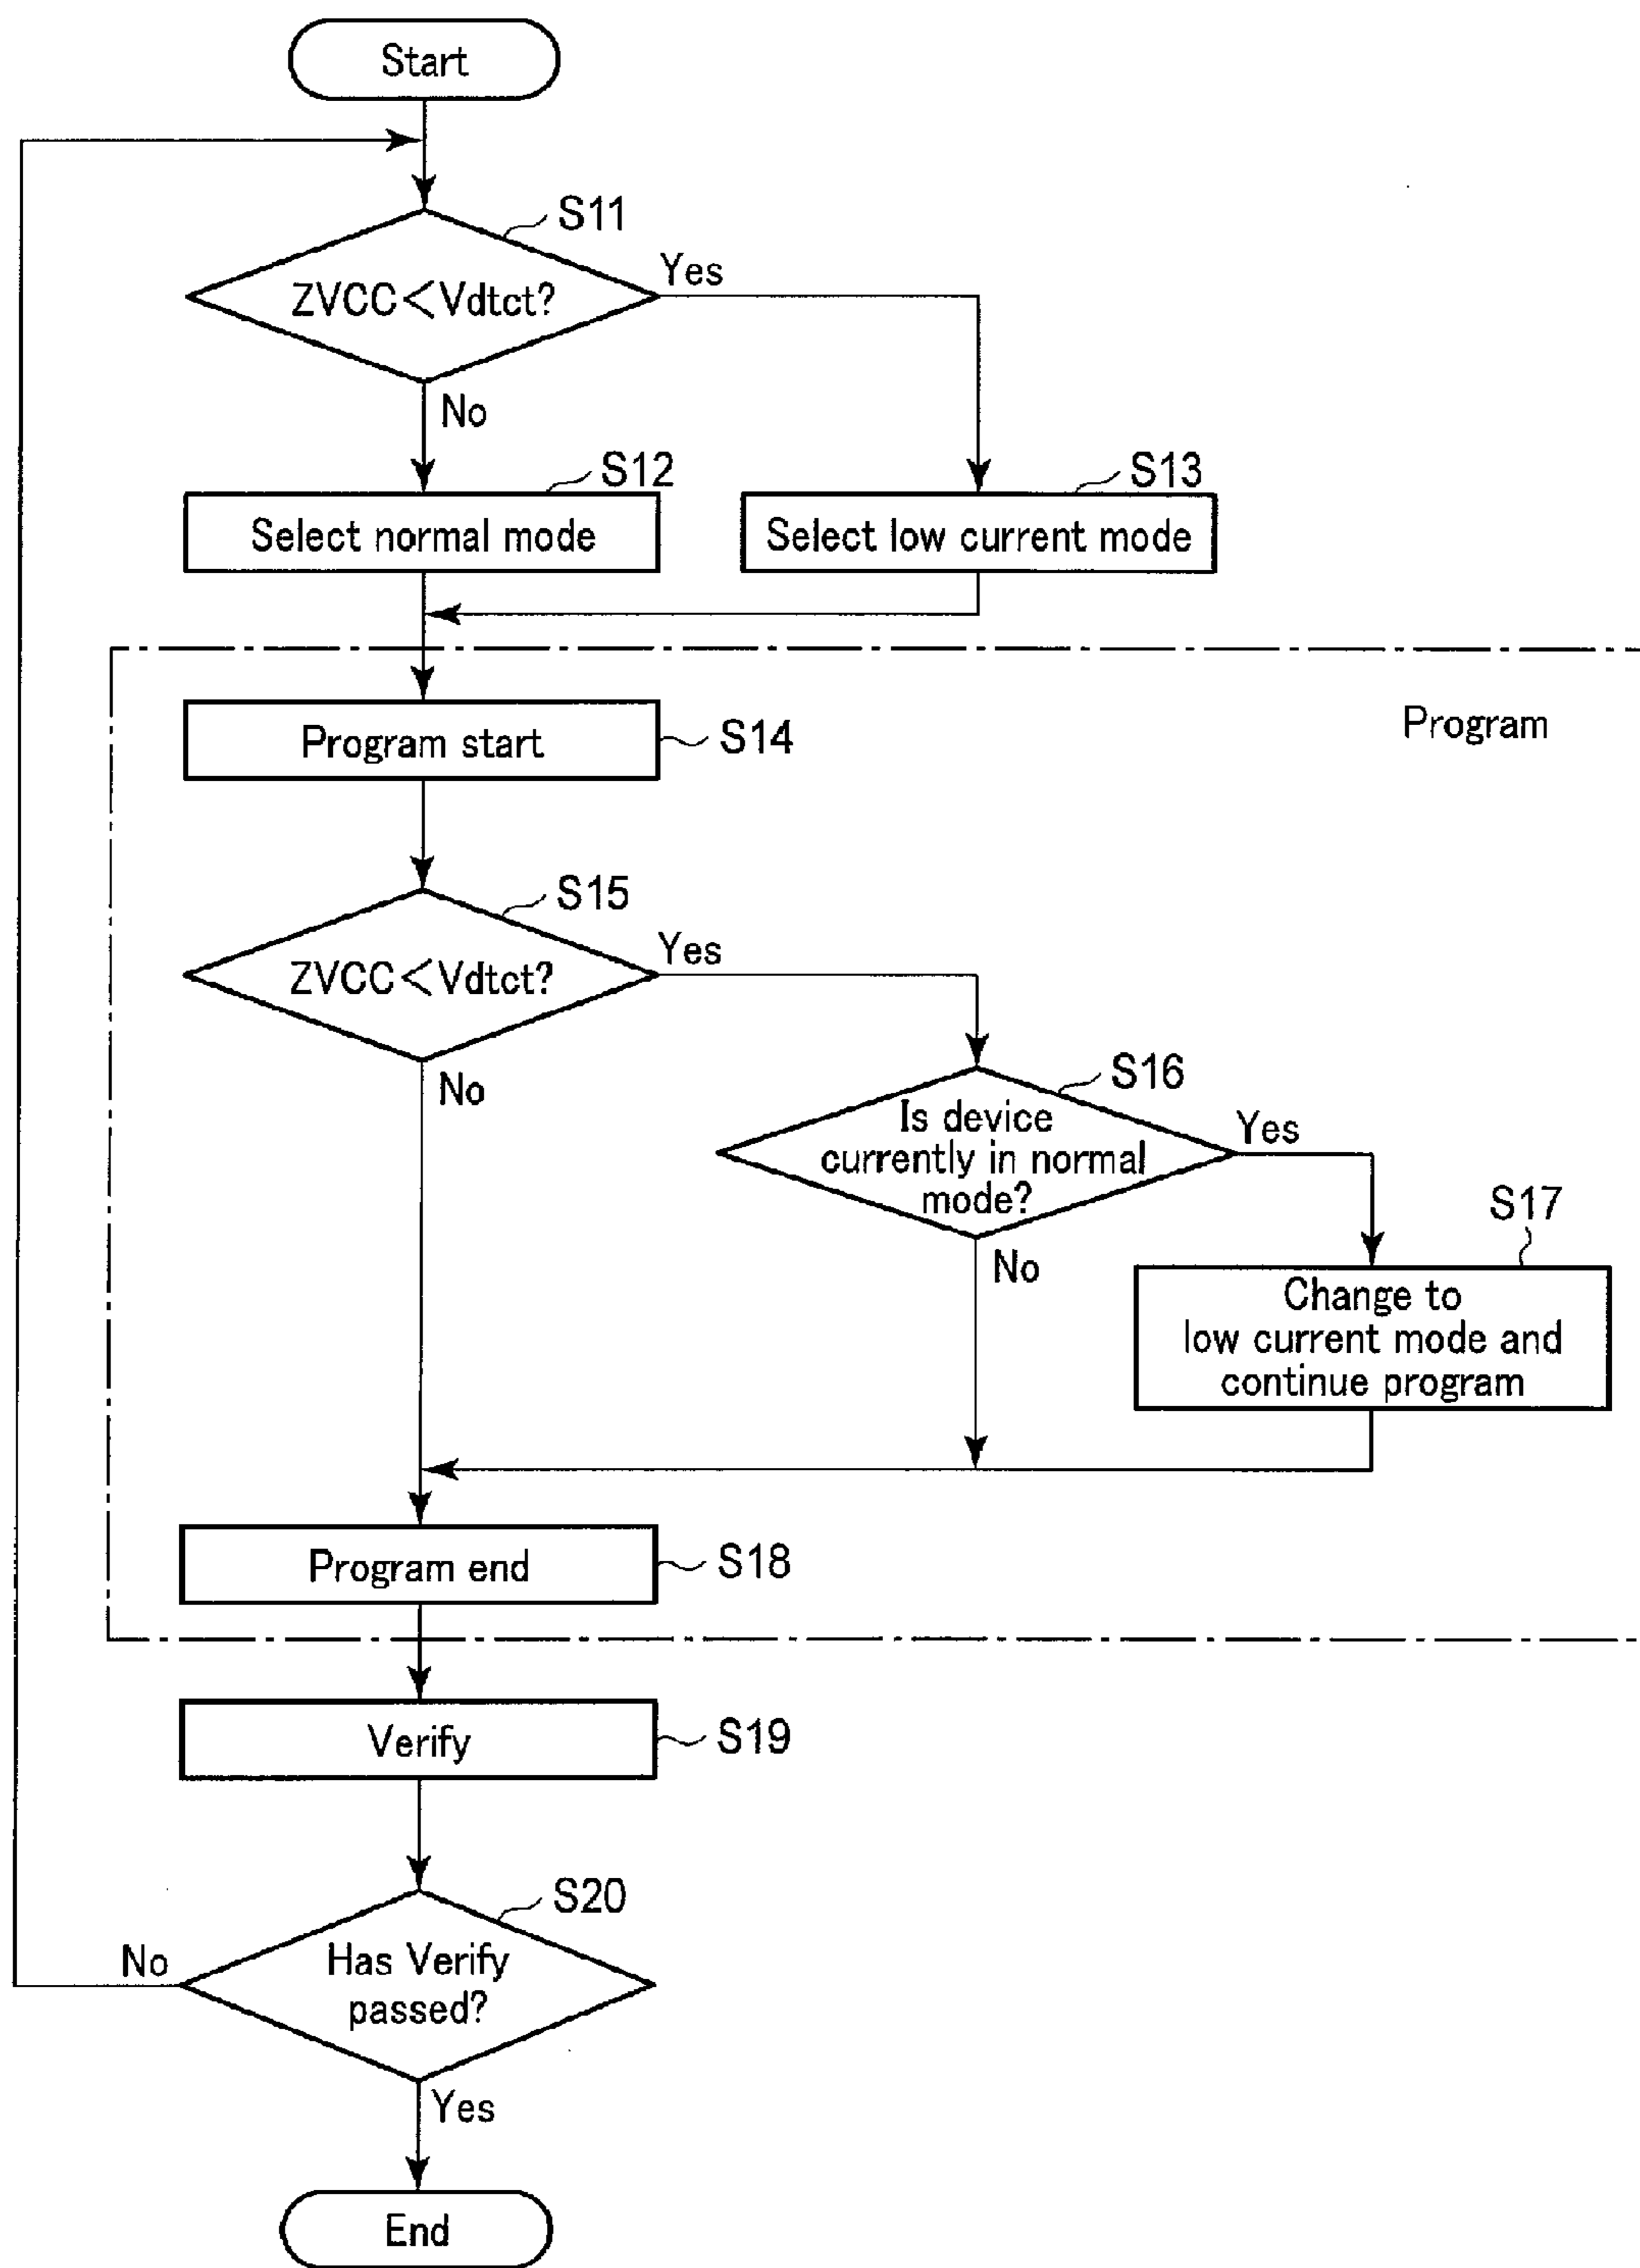 Start
S11
ZVCC<Vdtct?
Yes
No
S12
S13
Select normal mode
Select low current mode
Program
Program start
S14
S15
ZVCC<Vdtct?
Yes
No
S16
Is device
currently in normal
mode?
Yes
No
S17
Change to
low current mode and
continue program
Program end
S18
Verify
S19
S20
Has Verify
passed?
No
Yes
End